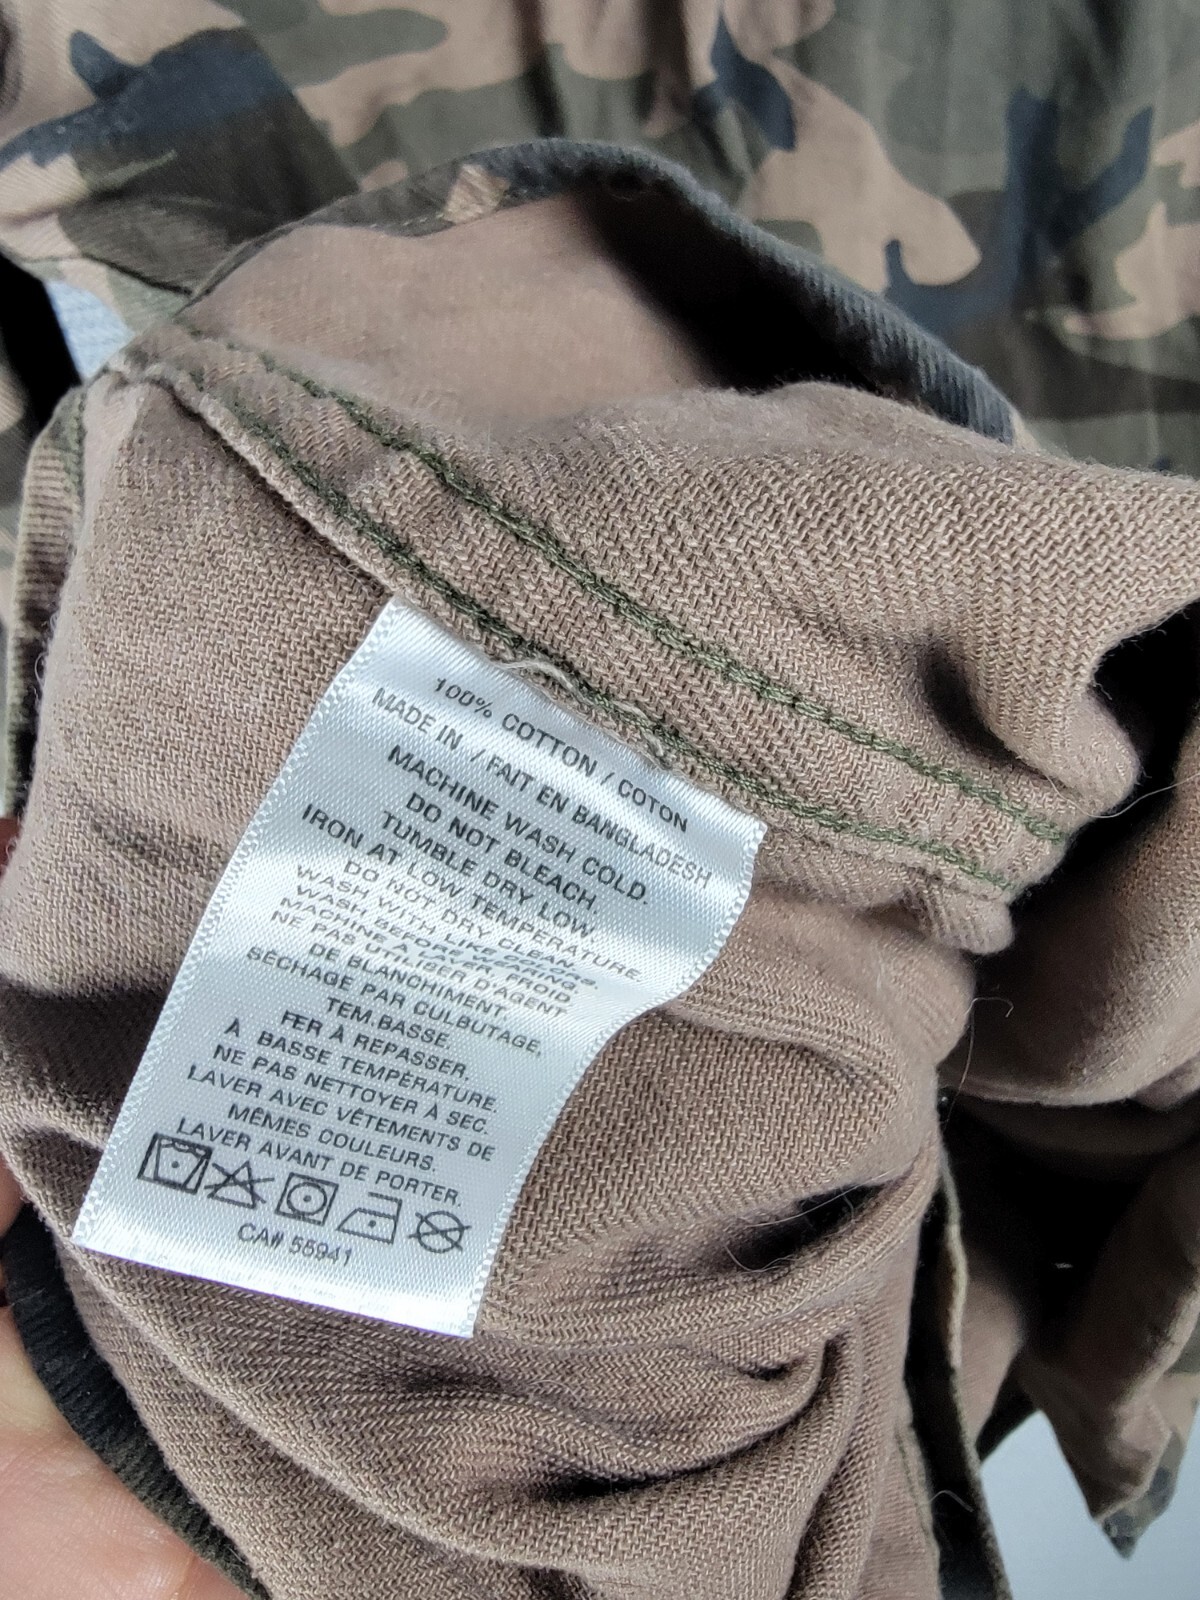 100% COTTON / COTON
MADE IN / FAIT EN BANGLADESH
MACHINE WASH COLD.
DO NOT BLEACH.
TUMBLE DRY LOW.
IRON AT LOW TEMPERATURE.
DO NOT DRY CLEAN.
WASH WITH LIKE COLORS.
WASH BEFORE WEARING.
MACHINE A LAVER, FROID
NE PAS UTILISER D'AGENT
DE BLANCHIMENT
SÉCHAGE PAR CULBUTAGE,
TEM.BASSE.
FER À REPASSER.
À BASSE TEMPÉRATURE.
NE PAS NETTOYER À SEC.
LAVER AVEC VÊTEMENTS DE
MÊMES COULEURS.
LAVER AVANT DE PORTER.
CA# 55941